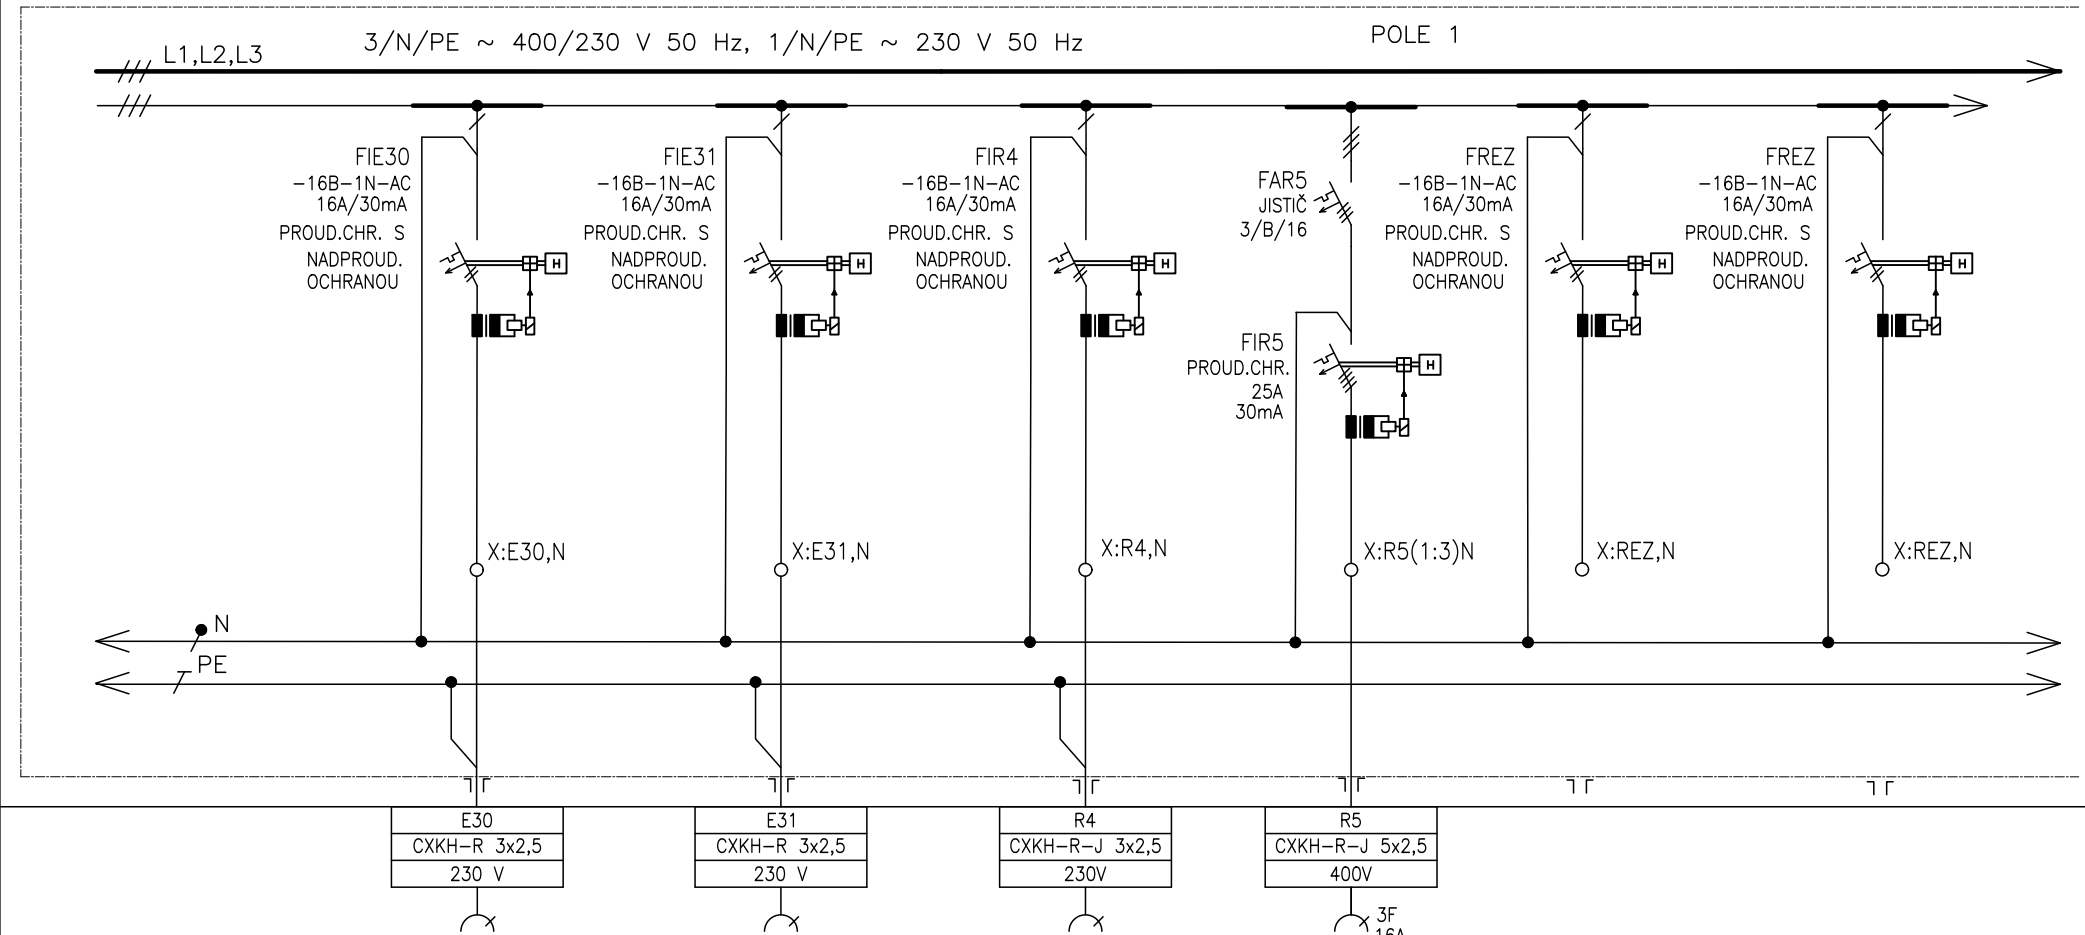 3/N/PE ~ 400/230 V 50 Hz, 1/N/PE ~ 230 V 50 Hz
POLE 1
L1,L2,L3
FIE30
-16B-1N-AC
16A/30mA
PROUD.CHR. S
NADPROUD.
OCHRANOU
H
X:E30,N
FIE31
-16B-1N-AC
16A/30mA
PROUD.CHR. S
NADPROUD.
OCHRANOU
H
X:E31,N
FIR4
-16B-1N-AC
16A/30mA
PROUD.CHR. S
NADPROUD.
OCHRANOU
H
X:R4,N
FAR5
JISTIČ
3/B/16
FIR5
PROUD.CHR.
25A
30mA
H
X:R5(1:3)N
FREZ
-16B-1N-AC
16A/30mA
PROUD.CHR. S
NADPROUD.
OCHRANOU
H
X:REZ,N
FREZ
-16B-1N-AC
16A/30mA
PROUD.CHR. S
NADPROUD.
OCHRANOU
H
X:REZ,N
N
PE
E30
CXKH-R 3x2,5
230 V
E31
CXKH-R 3x2,5
230 V
R4
CXKH-R-J 3x2,5
230V
R5
CXKH-R-J 5x2,5
400V
3F
16A